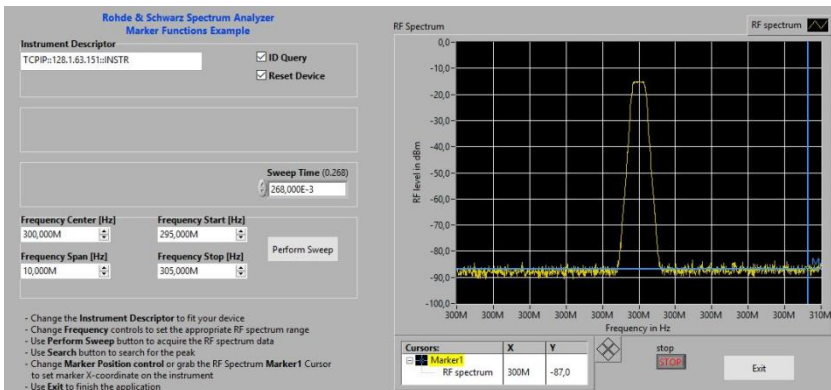 Rohde & Schwarz Spectrum Analyzer
Marker Functions Example
Instrument Descriptor
TCPIP::128.1.63.151::INSTR
ID Query
Reset Device
Sweep Time (0.268)
268,000E-3
Frequency Center [Hz]
Frequency Start [Hz]
300,000M
295,000M
Perform Sweep
Frequency Span [Hz]
Frequency Stop [Hz]
10,000M
305,000M
- Change the Instrument Descriptor to fit your device
- Change Frequency controls to set the appropriate RF spectrum range
- Use Perform Sweep button to acquire the RF spectrum data
- Use Search button to search for the peak
- Change Marker Position control or grab the RF Spectrum Marker1 Cursor
to set marker X-coordinate on the instrument
- Use Exit to finish the application
RF Spectrum
RF spectrum
0,0-
-10,0-
-20,0-
-30,0-
-40,0-
-50,0-
-60,0-
-70,0-
-80,0-
-90,0-
-100,0-
RF level in dBm
M
300M 300M 300M 300M 300M 300M 300M 300M 300M 300M 310M
Frequency in Hz
Cursors: X Y
Marker1
RF spectrum 300M -87,0
stop
STOP
Exit